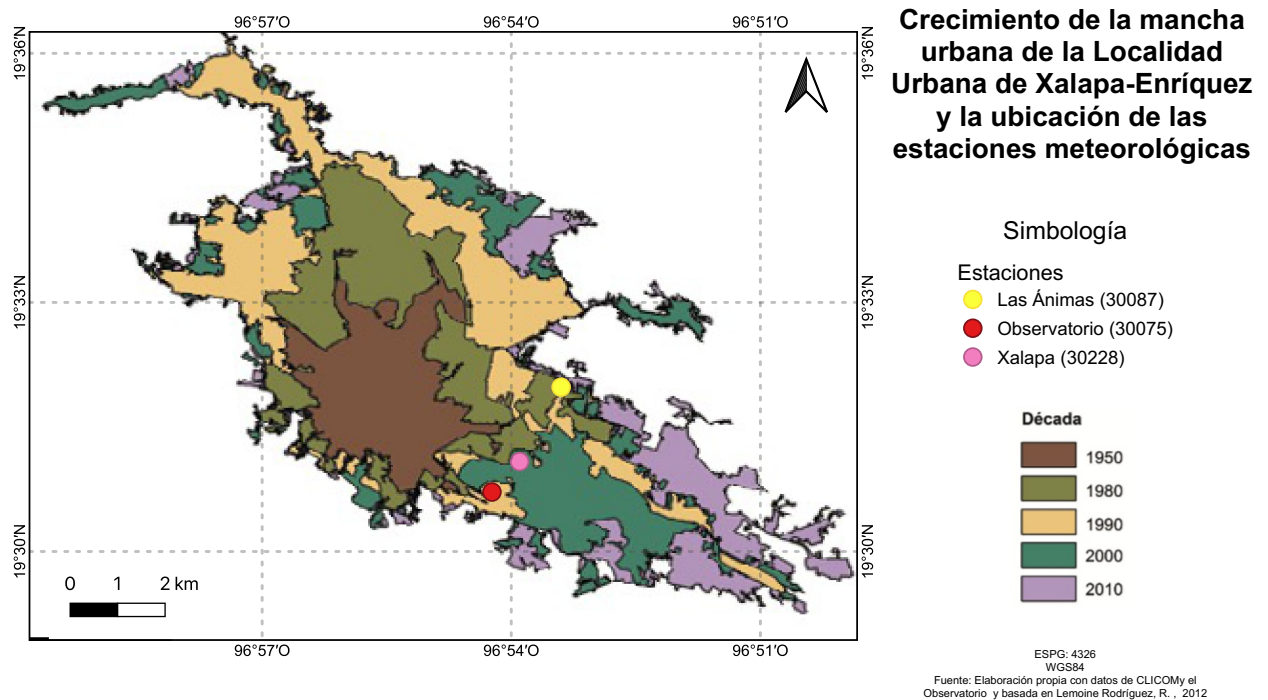 Crecimiento de la mancha
urbana de la Localidad
Urbana de Xalapa-Enríquez
y la ubicación de las
estaciones meteorológicas
96°57'O 96°54'O 96°51'O
19°36'N 19°36'N
19°33'N 19°33'N
19°30'N 19°30'N
0 1 2 km
96°57'O 96°54'O 96°51'O
Simbología
Estaciones
Las Ánimas (30087)
Observatorio (30075)
Xalapa (30228)
Década
1950
1980
1990
2000
2010
ESPG: 4326
WGS84
Fuente: Elaboración propia con datos de CLICOMy el
Observatorio y basada en Lemoine Rodríguez, R. , 2012